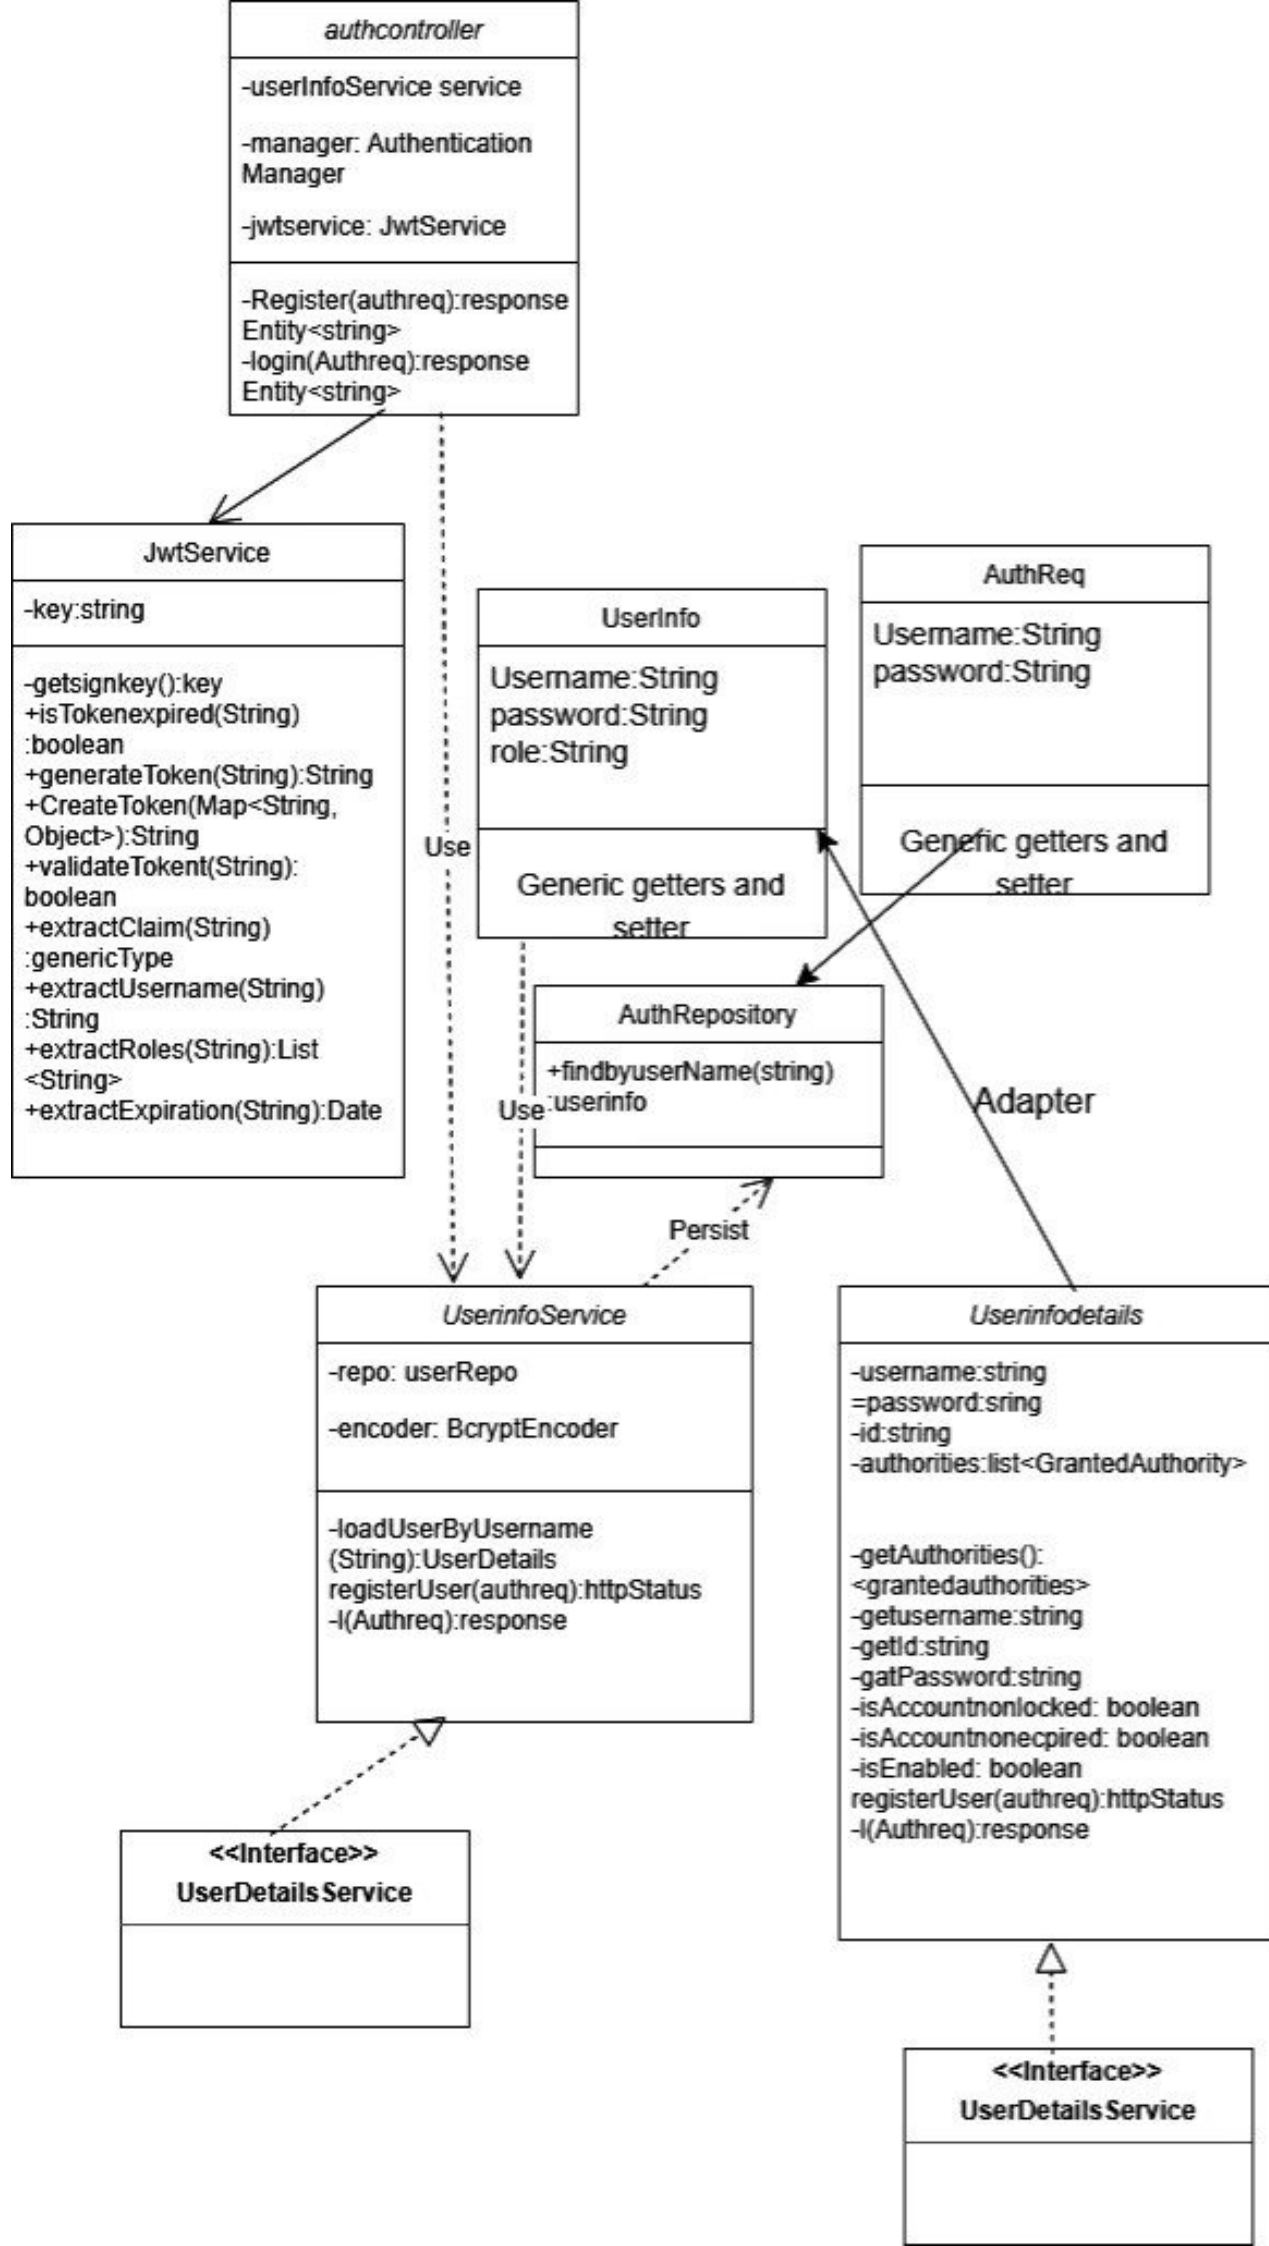 authcontroller
-userInfoService service
-manager: Authentication
Manager
-jwtservice: JwtService
-Register(authreq):response
Entity<string>
-login(Authreq):response
Entity<string>
JwtService
-key:string
-getsignkey():key
+isTokenexpired(String)
:boolean
+generateToken(String):String
+CreateToken(Map<String,
Object>):String
+validateTokent(String):
boolean
+extractClaim(String)
:genericType
+extractUsername(String)
:String
+extractRoles(String):List
<String>
+extractExpiration(String):Date
Use
UserInfo
Username:String
password:String
role:String
Generic getters and
setter
AuthReq
Username:String
password:String
Generic getters and
setter
AuthRepository
+findbyuserName(string)
:userinfo
Use
Adapter
Persist
UserinfoService
-repo: userRepo
-encoder: BcryptEncoder
-loadUserByUsername
(String):UserDetails
registerUser(authreq):httpStatus
-l(Authreq):response
Userinfodetails
-username:string
=password:sring
-id:string
-authorities:list<GrantedAuthority>
-getAuthorities():
<grantedauthorities>
-getusername:string
-getId:string
-gatPassword:string
-isAccountnonlocked: boolean
-isAccountnonecpired: boolean
-isEnabled: boolean
registerUser(authreq):httpStatus
-l(Authreq):response
<<Interface>>
UserDetailsService
<<Interface>>
UserDetailsService